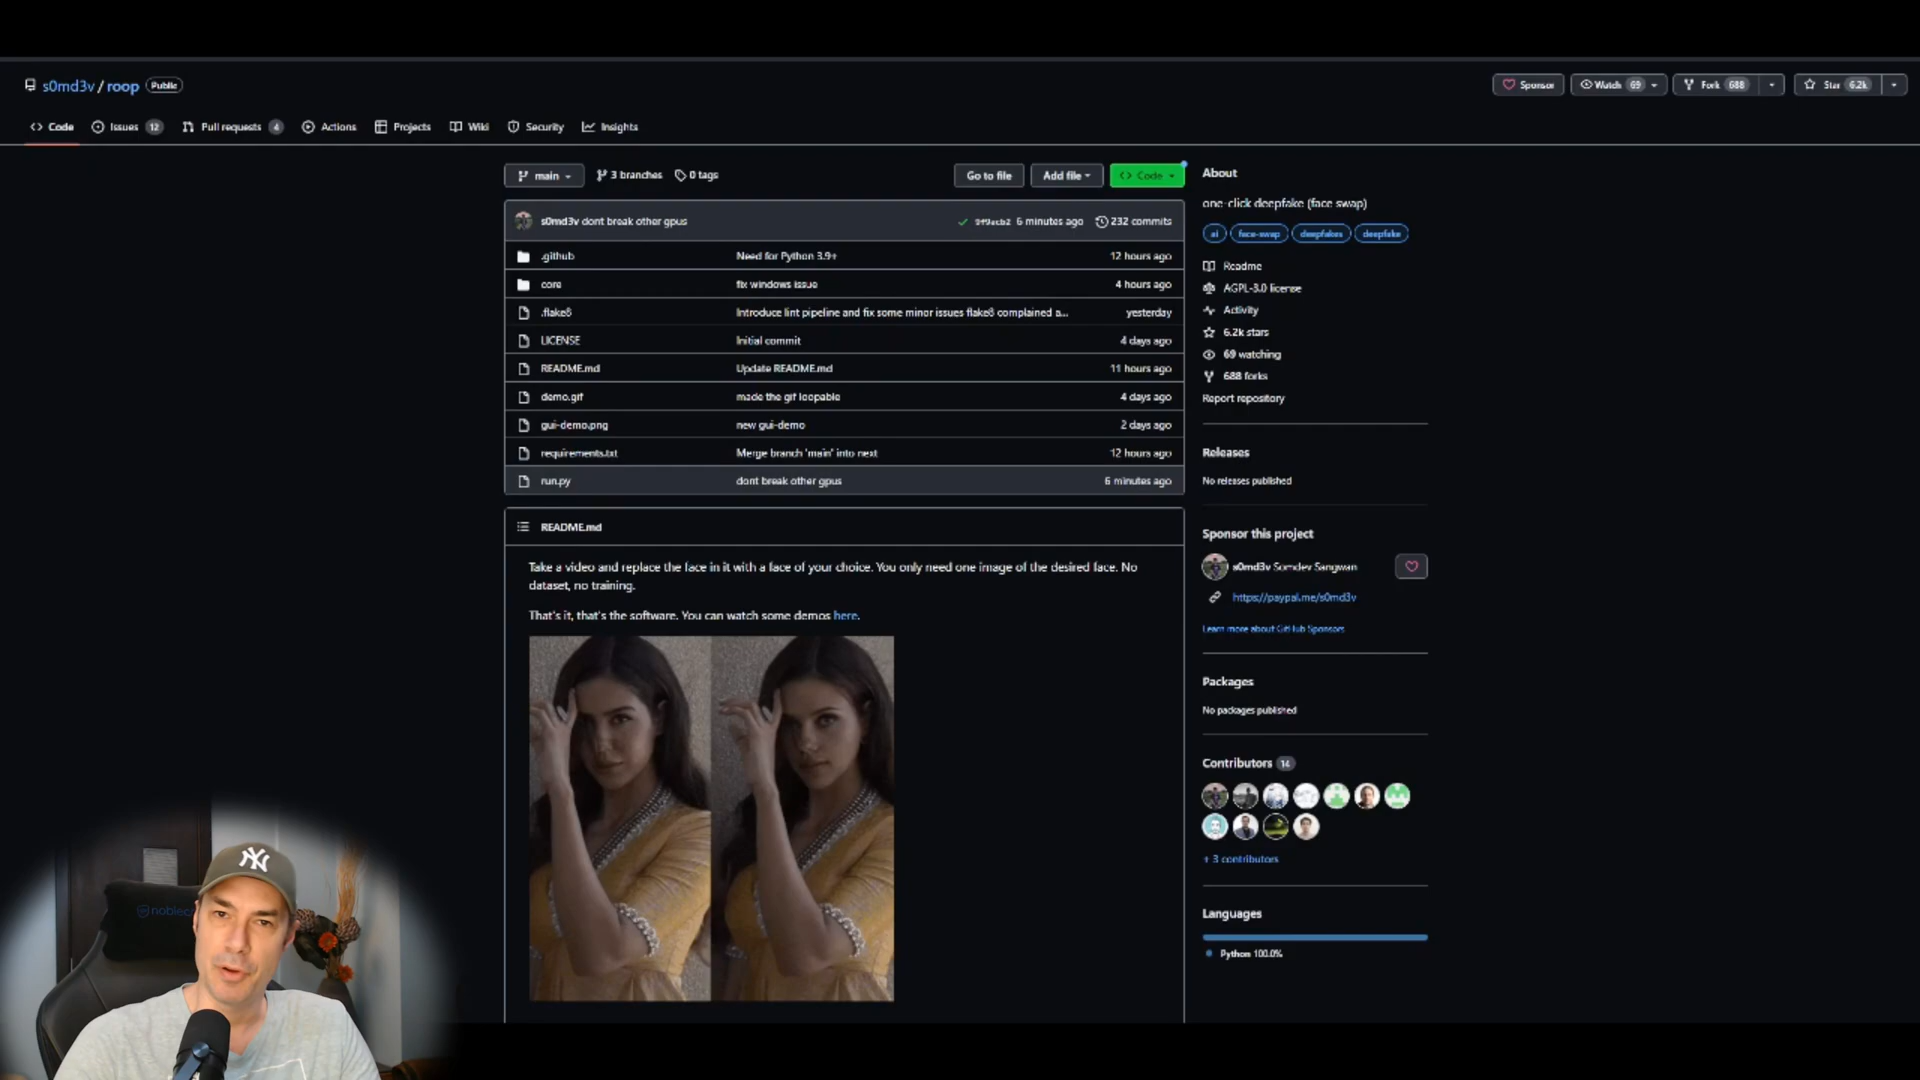 s0md3v / roop Public
Sponsor Watch 69 Fork 688 Star 6.2k
Code Issues 12 Pull requests 4 Actions Projects Wiki Security Insights
main 3 branches 0 tags Go to file Add file Code
s0md3v dont break other gpus 9f9acb2 6 minutes ago 232 commits
.github Need for Python 3.9+ 12 hours ago
core fix windows issue 4 hours ago
.flake8 Introduce lint pipeline and fix some minor issues flake8 complained a... yesterday
LICENSE Initial commit 4 days ago
README.md Update README.md 11 hours ago
demo.gif made the gif loopable 4 days ago
gui-demo.png new gui-demo 2 days ago
requirements.txt Merge branch 'main' into next 12 hours ago
run.py dont break other gpus 6 minutes ago
README.md
Take a video and replace the face in it with a face of your choice. You only need one image of the desired face. No
dataset, no training.
That's it, that's the software. You can watch some demos here.
About
one-click deepfake (face swap)
ai face-swap deepfakes deepfake
Readme
AGPL-3.0 license
Activity
6.2k stars
69 watching
688 forks
Report repository
Releases
No releases published
Sponsor this project
s0md3v Somdev Sangwan
https://paypal.me/s0md3v
Learn more about GitHub Sponsors
Packages
No packages published
Contributors 14
+ 3 contributors
Languages
Python 100.0%
NY